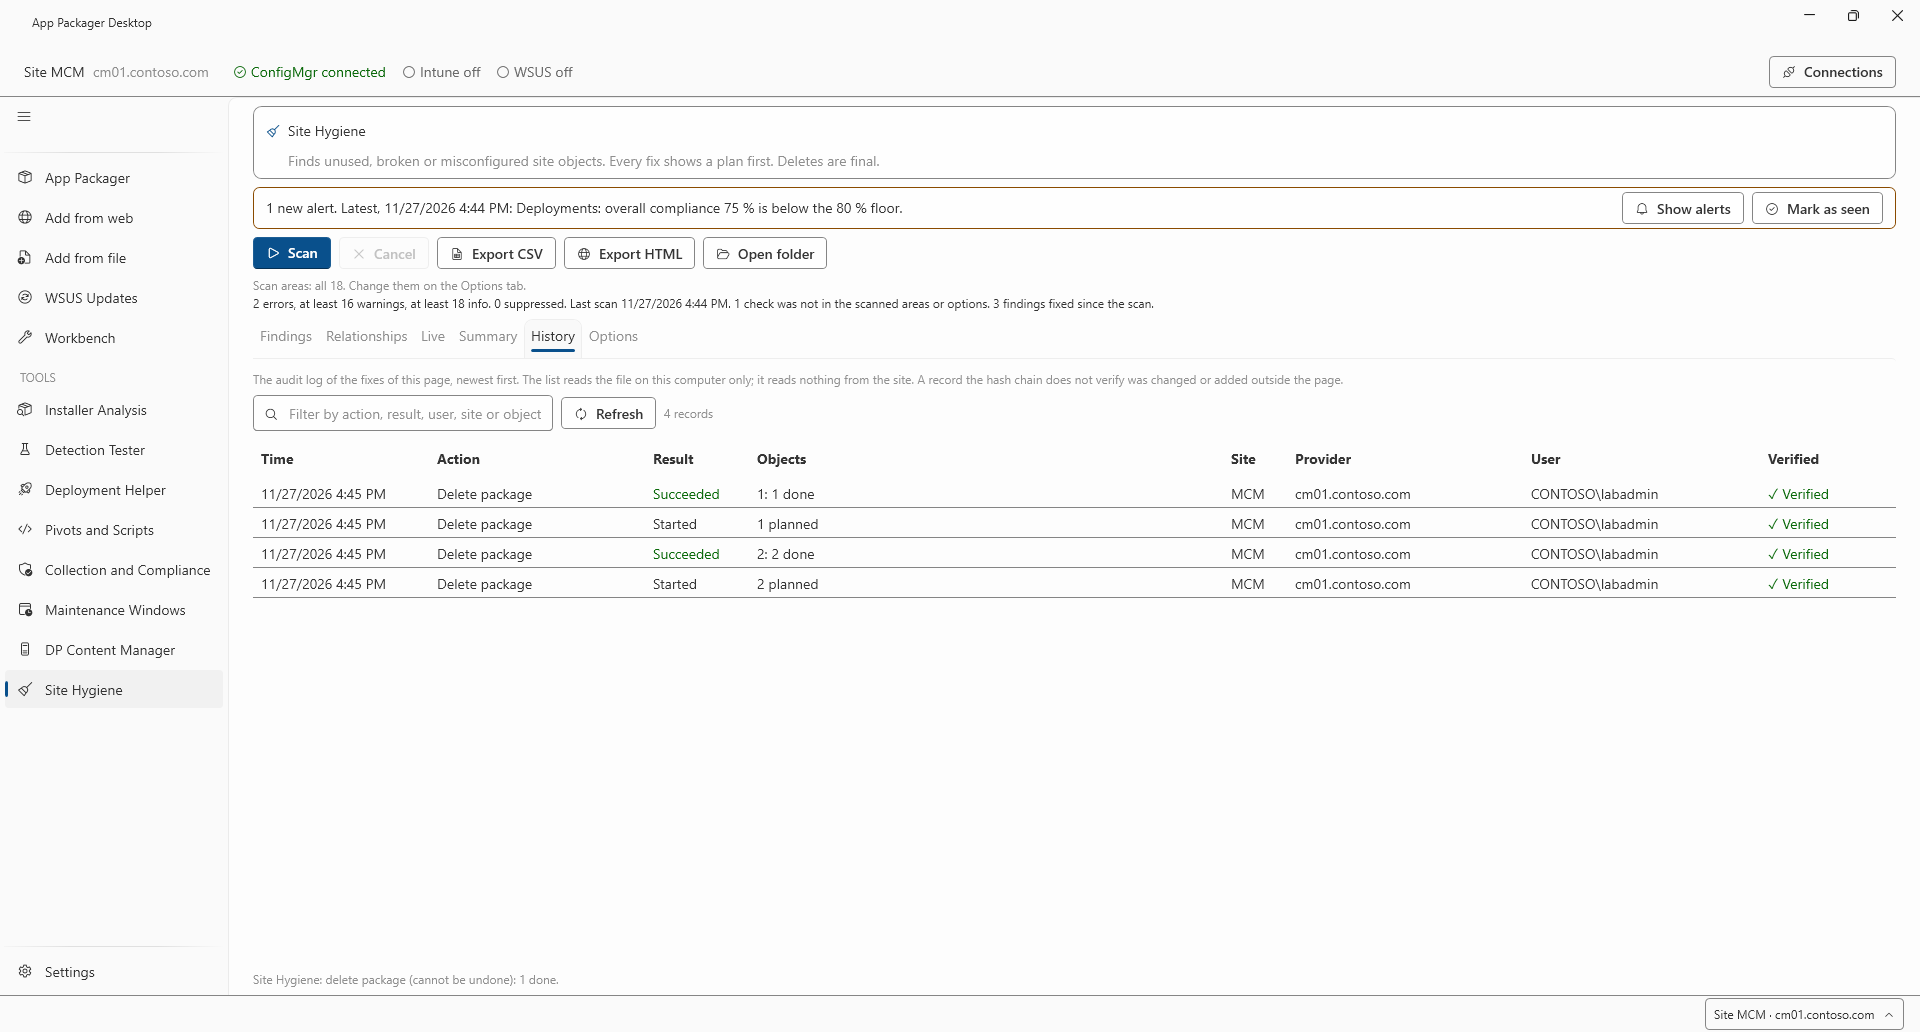 App Packager Desktop
Site MCM cm01.contoso.com ConfigMgr connected Intune off WSUS off Connections
App Packager
Add from web
Add from file
WSUS Updates
Workbench
TOOLS
Installer Analysis
Detection Tester
Deployment Helper
Pivots and Scripts
Collection and Compliance
Maintenance Windows
DP Content Manager
Site Hygiene
Settings
Site Hygiene
Finds unused, broken or misconfigured site objects. Every fix shows a plan first. Deletes are final.
1 new alert. Latest, 11/27/2026 4:44 PM: Deployments: overall compliance 75 % is below the 80 % floor. Show alerts Mark as seen
Scan Cancel Export CSV Export HTML Open folder
Scan areas: all 18. Change them on the Options tab.
2 errors, at least 16 warnings, at least 18 info. 0 suppressed. Last scan 11/27/2026 4:44 PM. 1 check was not in the scanned areas or options. 3 findings fixed since the scan.
Findings Relationships Live Summary History Options
The audit log of the fixes of this page, newest first. The list reads the file on this computer only; it reads nothing from the site. A record the hash chain does not verify was changed or added outside the page.
Filter by action, result, user, site or object Refresh 4 records
Time Action Result Objects Site Provider User Verified
11/27/2026 4:45 PM Delete package Succeeded 1: 1 done MCM cm01.contoso.com CONTOSO\labadmin ✓ Verified
11/27/2026 4:45 PM Delete package Started 1 planned MCM cm01.contoso.com CONTOSO\labadmin ✓ Verified
11/27/2026 4:45 PM Delete package Succeeded 2: 2 done MCM cm01.contoso.com CONTOSO\labadmin ✓ Verified
11/27/2026 4:45 PM Delete package Started 2 planned MCM cm01.contoso.com CONTOSO\labadmin ✓ Verified
Site Hygiene: delete package (cannot be undone): 1 done.
Site MCM · cm01.contoso.com